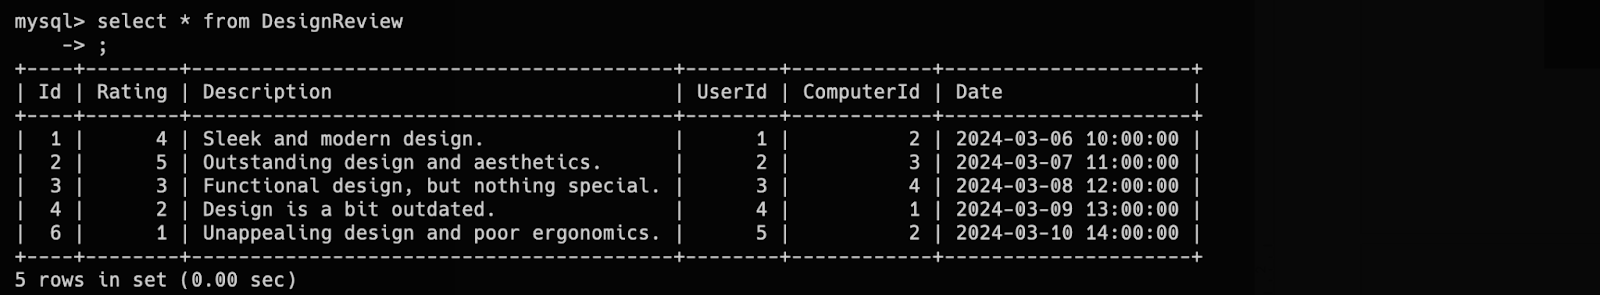 mysql> select * from DesignReview
    -> ;
+----+--------+------------------------------------------+--------+------------+---------------------+
| Id | Rating | Description                              | UserId | ComputerId | Date                |
+----+--------+------------------------------------------+--------+------------+---------------------+
|  1 |      4 | Sleek and modern design.                 |      1 |          2 | 2024-03-06 10:00:00 |
|  2 |      5 | Outstanding design and aesthetics.       |      2 |          3 | 2024-03-07 11:00:00 |
|  3 |      3 | Functional design, but nothing special.  |      3 |          4 | 2024-03-08 12:00:00 |
|  4 |      2 | Design is a bit outdated.                |      4 |          1 | 2024-03-09 13:00:00 |
|  6 |      1 | Unappealing design and poor ergonomics.  |      5 |          2 | 2024-03-10 14:00:00 |
+----+--------+------------------------------------------+--------+------------+---------------------+
5 rows in set (0.00 sec)